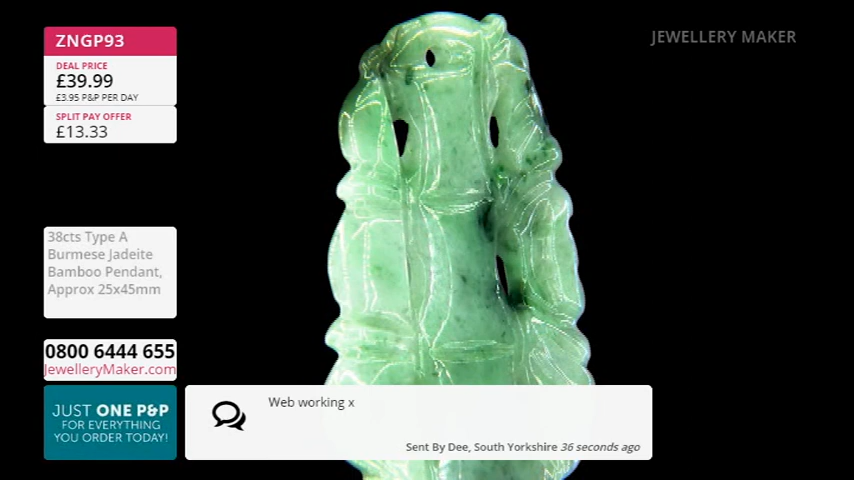 ZNGP93
DEAL PRICE
£39.99
£3.95 P&P PER DAY
SPLIT PAY OFFER
£13.33
38cts Type A
Burmese Jadeite
Bamboo Pendant,
Approx 25x45mm
0800 6444 655
JewelleryMaker.com
JUST ONE P&P
FOR EVERYTHING
YOU ORDER TODAY!
JEWELLERY MAKER
Web working x
Sent By Dee, South Yorkshire 36 seconds ago